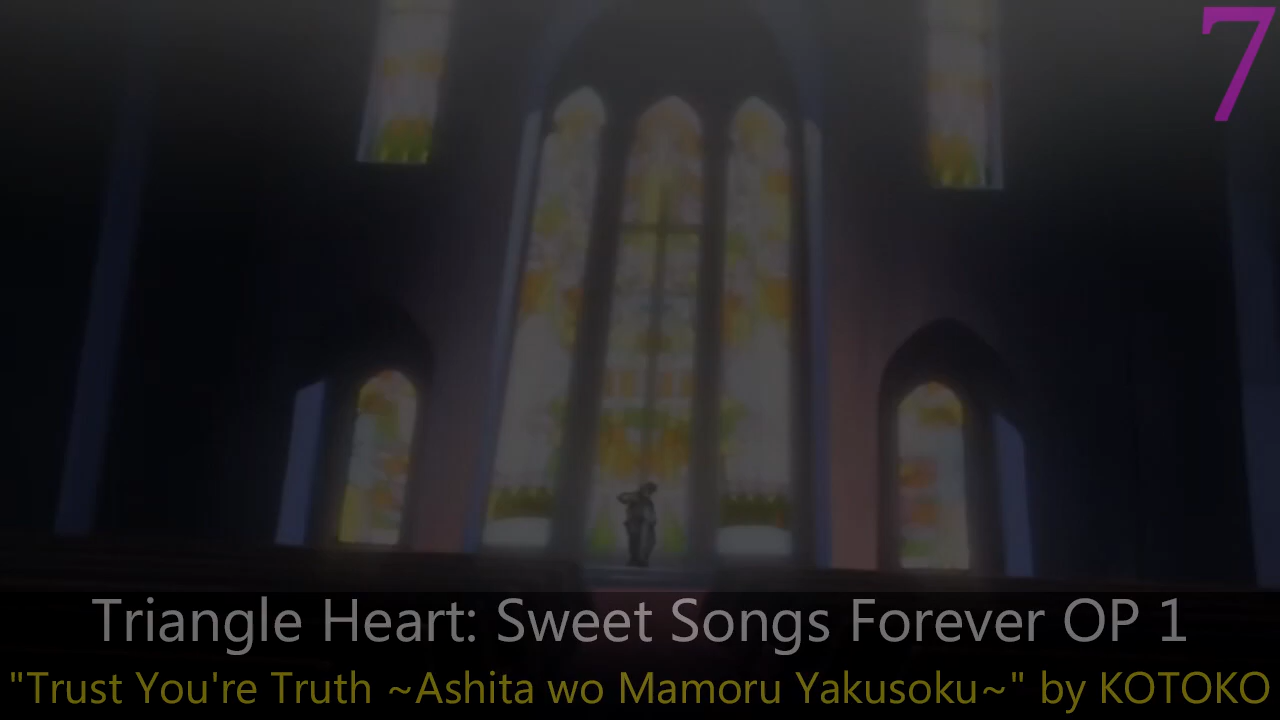 7
Triangle Heart: Sweet Songs Forever OP 1
"Trust You're Truth ~Ashita wo Mamoru Yakusoku~" by KOTOKO